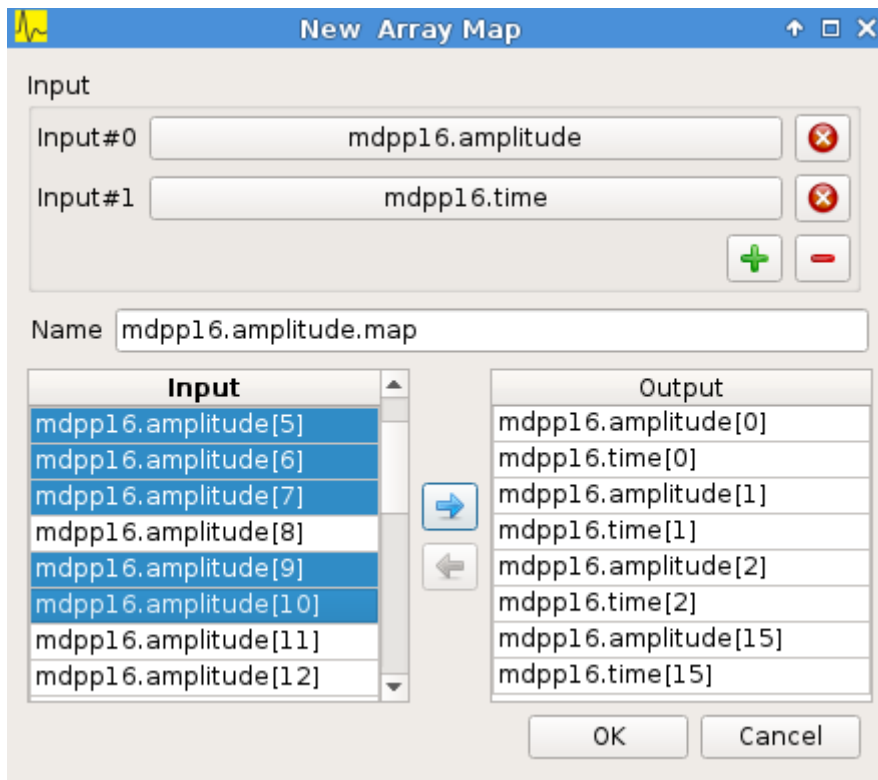 New Array Map
Input
Input#0 mdpp16.amplitude
Input#1 mdpp16.time
Name mdpp16.amplitude.map
Input
mdpp16.amplitude[5]
mdpp16.amplitude[6]
mdpp16.amplitude[7]
mdpp16.amplitude[8]
mdpp16.amplitude[9]
mdpp16.amplitude[10]
mdpp16.amplitude[11]
mdpp16.amplitude[12]
Output
mdpp16.amplitude[0]
mdpp16.time[0]
mdpp16.amplitude[1]
mdpp16.time[1]
mdpp16.amplitude[2]
mdpp16.time[2]
mdpp16.amplitude[15]
mdpp16.time[15]
OK Cancel